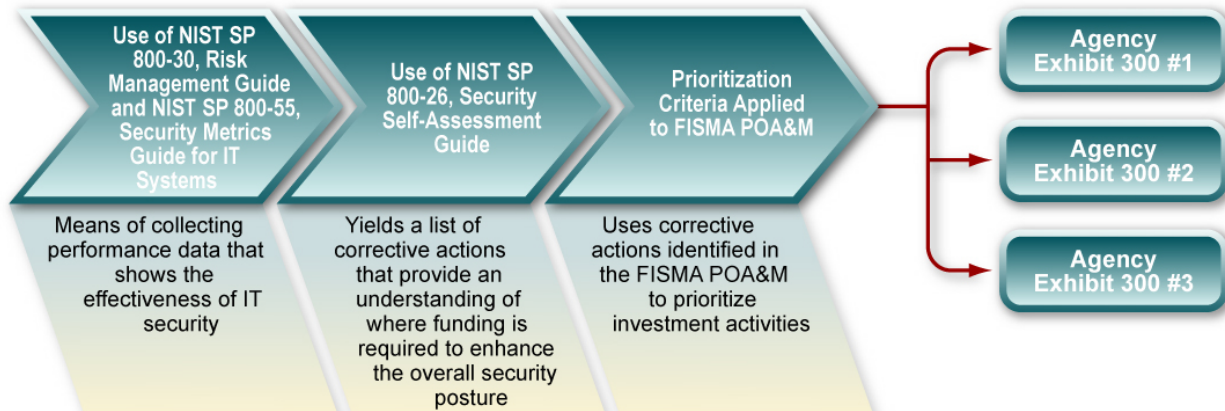 Use of NIST SP
800-30, Risk
Management Guide
and NIST SP 800-55,
Security Metrics
Guide for IT
Systems
Means of collecting
performance data that
shows the
effectiveness of IT
security
Use of NIST SP
800-26, Security
Self-Assessment
Guide
Yields a list of
corrective actions
that provide an
understanding of
where funding is
required to enhance
the overall security
posture
Prioritization
Criteria Applied
to FISMA POA&M
Uses corrective
actions identified in
the FISMA POA&M
to prioritize
investment activities
Agency
Exhibit 300 #1
Agency
Exhibit 300 #2
Agency
Exhibit 300 #3